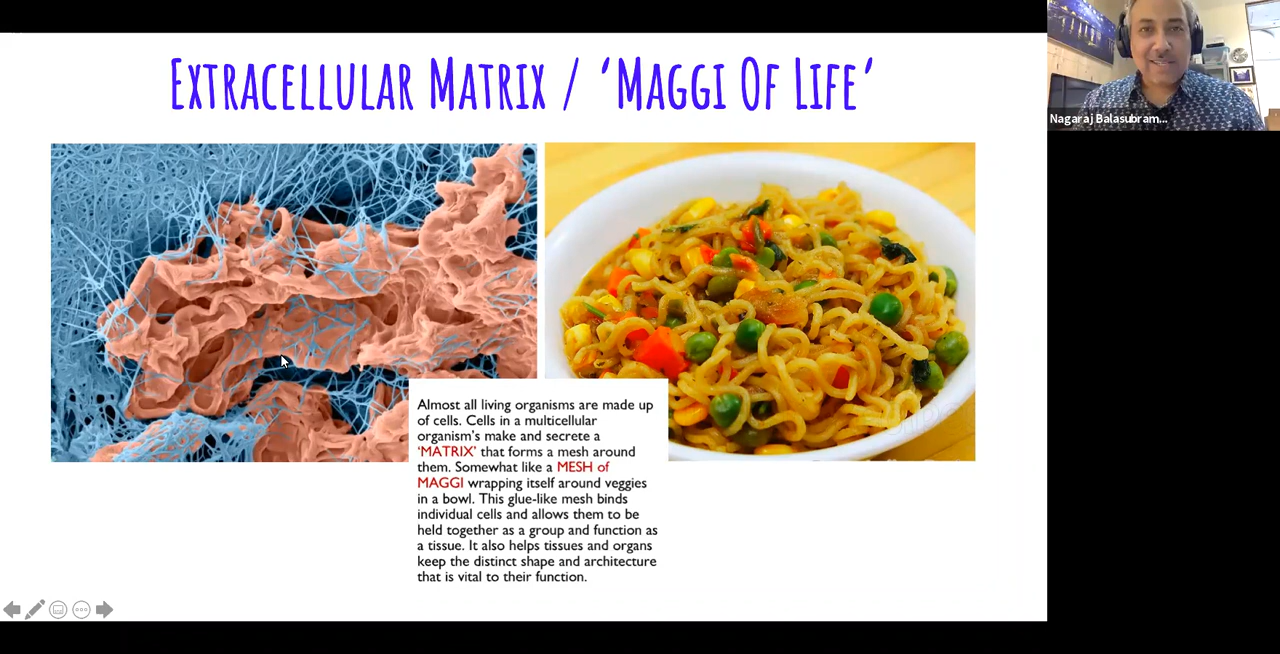 EXTRACELLULAR MATRIX / ‘MAGGI OF LIFE’
Nagaraj Balasubram...
Almost all living organisms are made up
of cells. Cells in a multicellular
organism's make and secrete a
‘MATRIX’ that forms a mesh around
them. Somewhat like a MESH of
MAGGI wrapping itself around veggies
in a bowl. This glue-like mesh binds
individual cells and allows them to be
held together as a group and function as
a tissue. It also helps tissues and organs
keep the distinct shape and architecture
that is vital to their function.